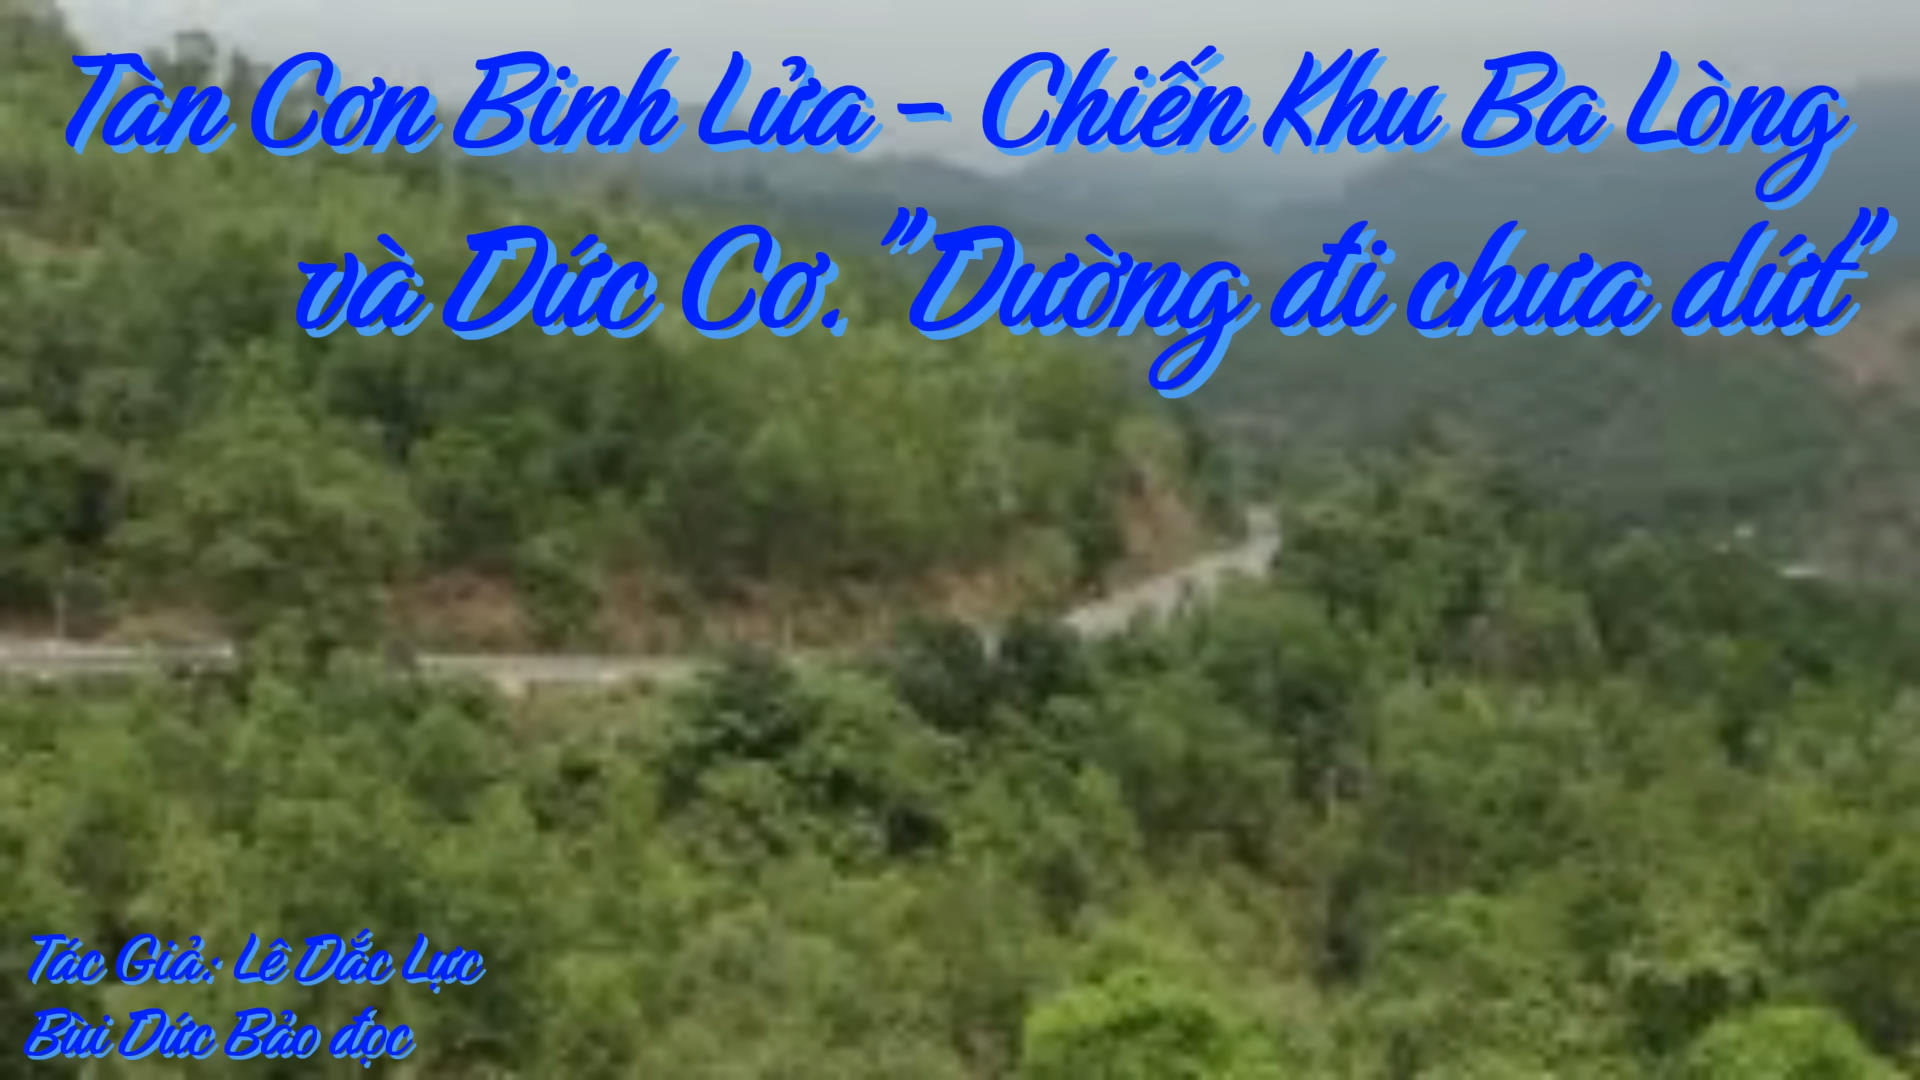 Tàn Cơn Binh Lửa - Chiến Khu Ba Lòng
và Đức Cơ. "Đường đi chưa dứt"
Tác Giả: Lê Đắc Lực
Bùi Đức Bảo đọc